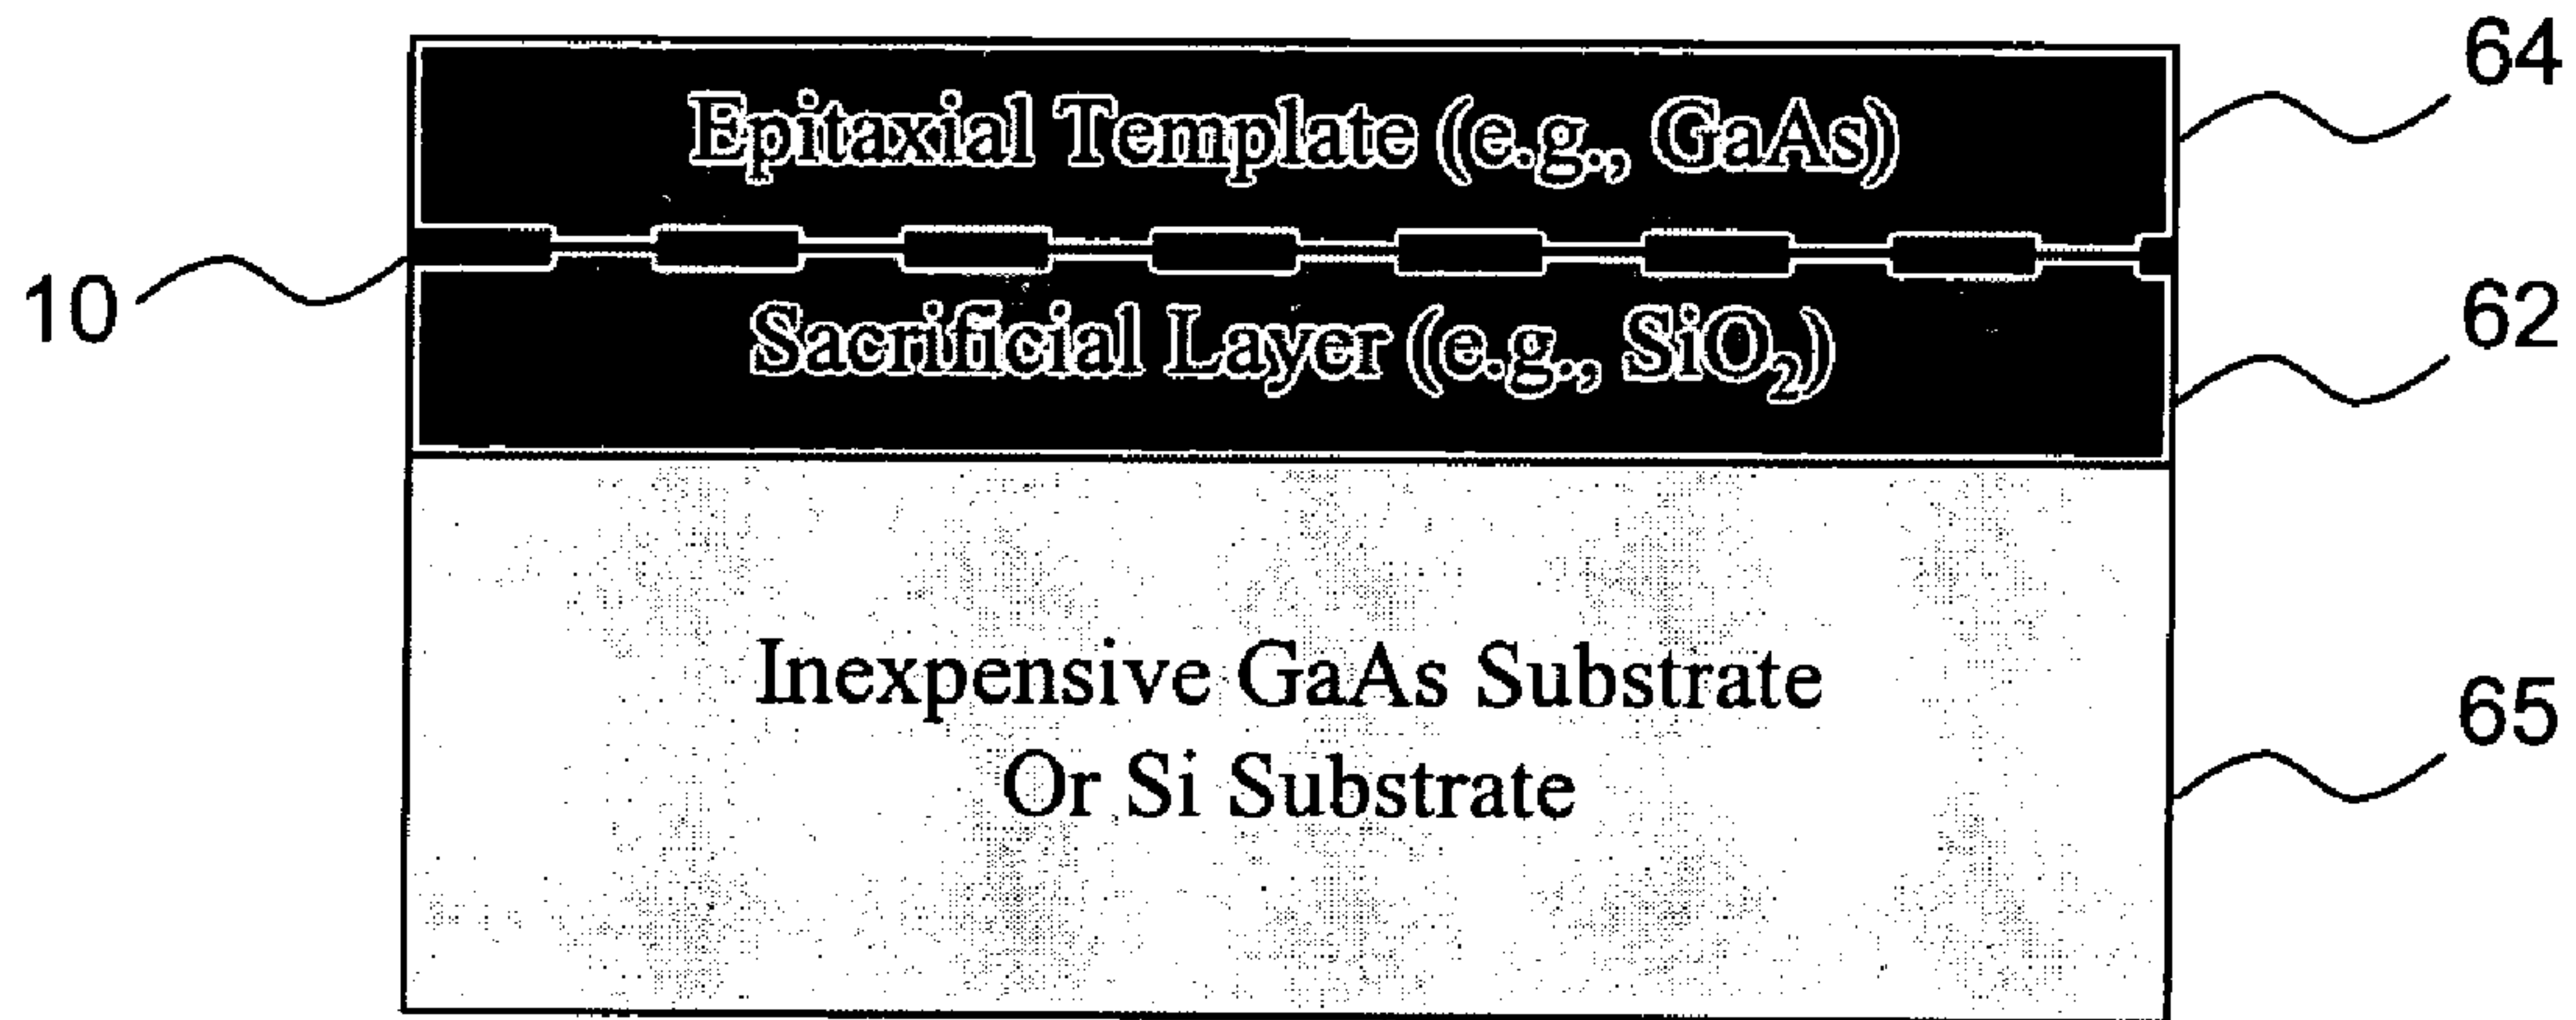 64
Epitaxial Template (e.g., GaAs)
10
Sacrificial Layer (e.g., SiO₂)
62
Inexpensive GaAs Substrate
65
Or Si Substrate